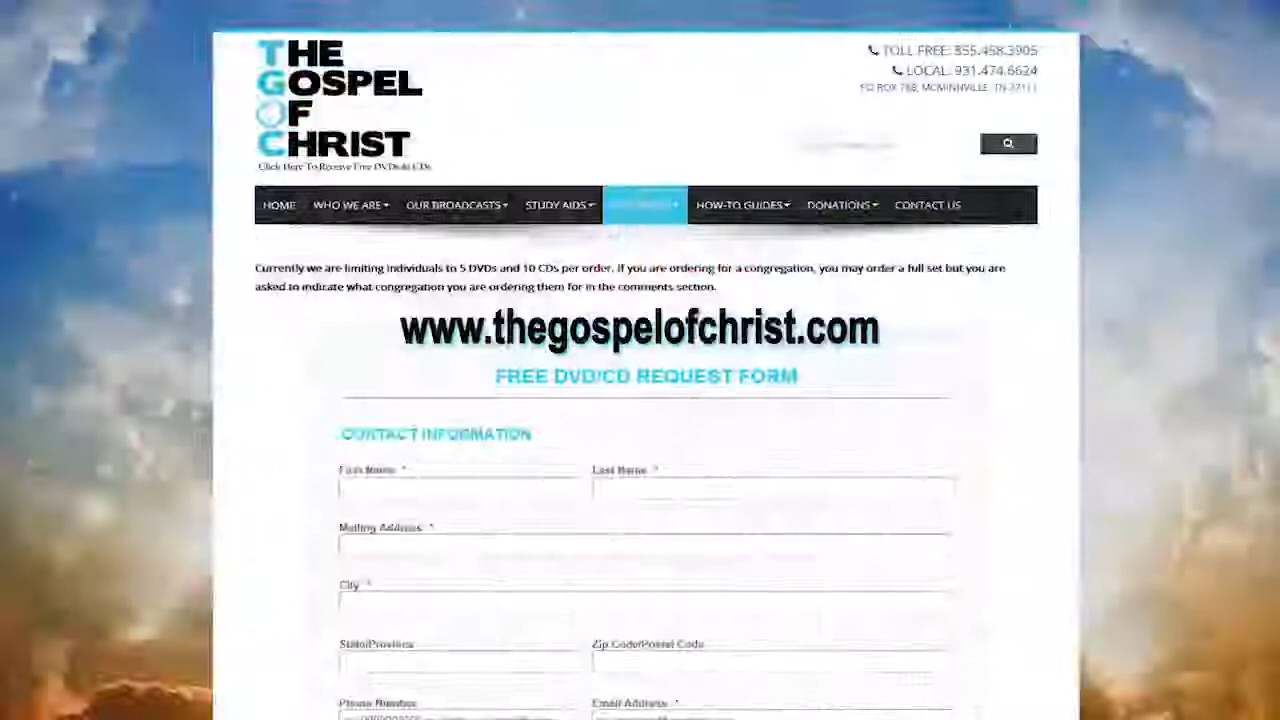 THE
GOSPEL
OF
CHRIST
Click Here To Receive Free DVDs & CDs
TOLL FREE: 855.458.3905
LOCAL: 931.474.6624
MCMINNVILLE, TN
HOME WHO WE ARE OUR BROADCASTS STUDY AIDS HOW-TO GUIDES DONATIONS CONTACT US
Currently we are limiting individuals to 5 DVDs and 10 CDs per order. If you are ordering for a congregation, you may order a full set but you are
asked to indicate what congregation you are ordering them for in the comments section.
www.thegospelofchrist.com
FREE DVD/CD REQUEST FORM
CONTACT INFORMATION
First Name * Last Name *
Mailing Address *
City *
State/Province Zip Code/Postal Code
Phone Number Email Address *